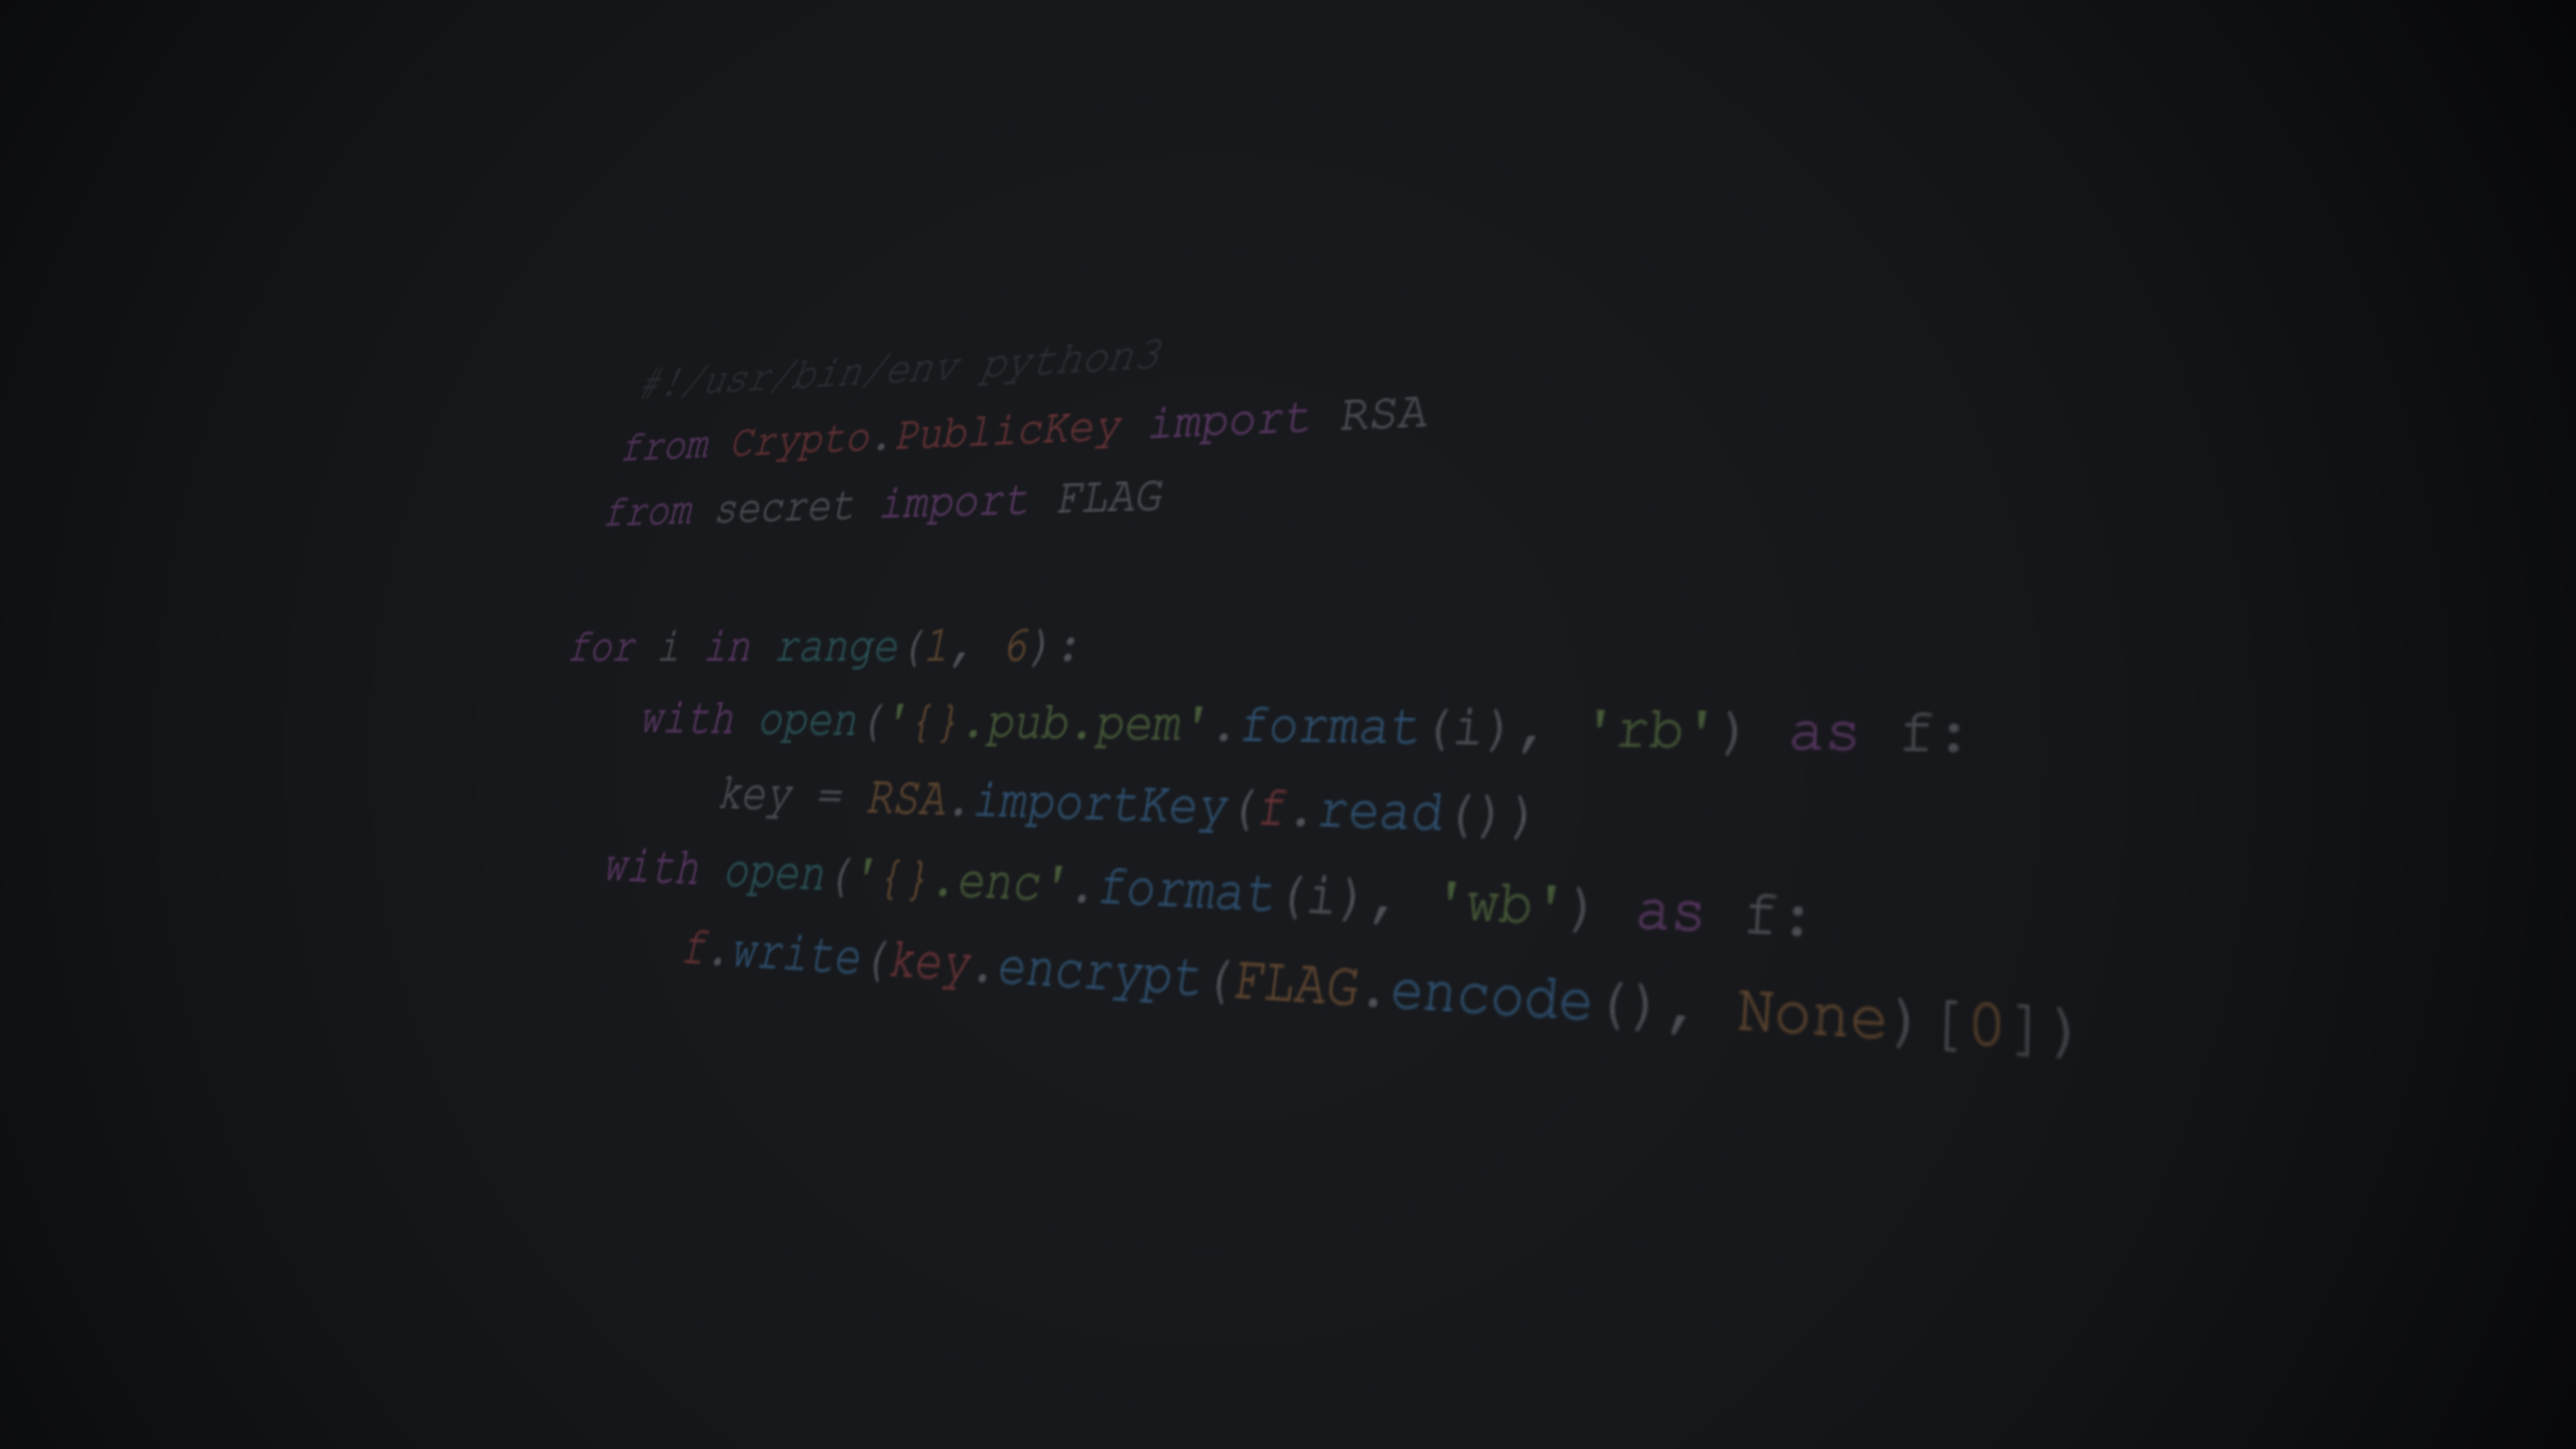 #!/usr/bin/env python3
from Crypto.PublicKey import RSA
from secret import FLAG
for i in range(1, 6):
with open('{}.pub.pem'.format(i), 'rb') as f:
key = RSA.importKey(f.read())
with open('{}.enc'.format(i), 'wb') as f:
f.write(key.encrypt(FLAG.encode(), None)[0])